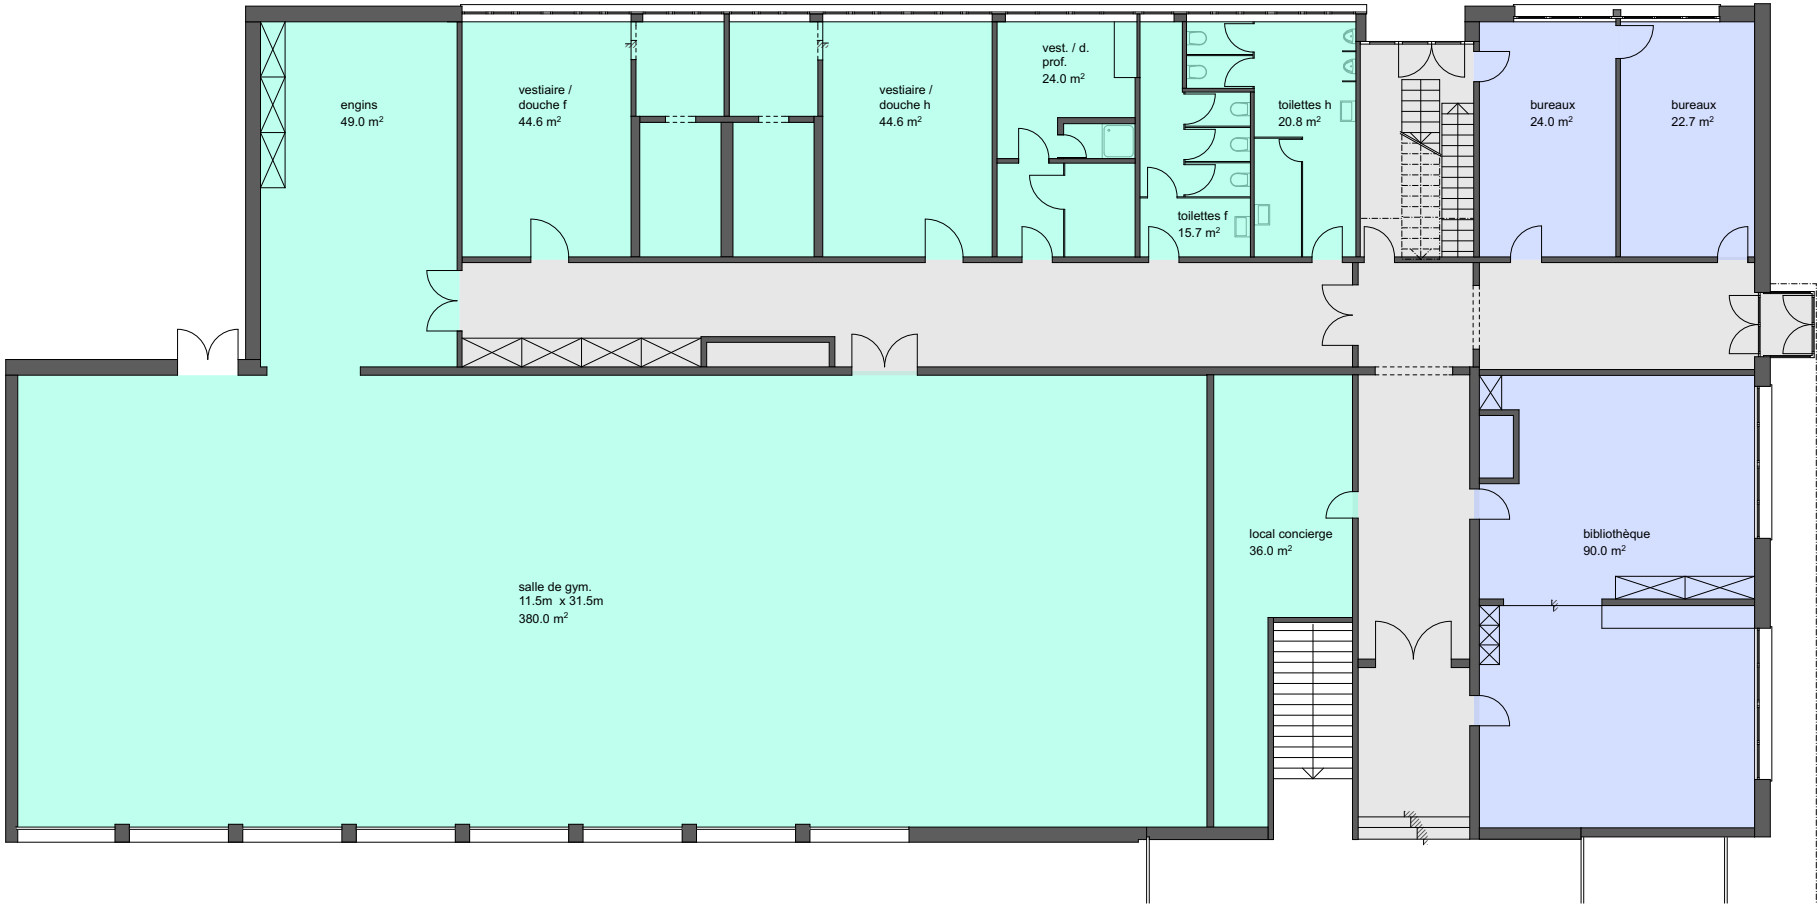 engins
49.0 m²
vestiaire /
douche f
44.6 m²
vestiaire /
douche h
44.6 m²
vest. / d.
prof.
24.0 m²
toilettes h
20.8 m²
toilettes f
15.7 m²
bureaux
24.0 m²
bureaux
22.7 m²
salle de gym.
11.5m  x 31.5m
380.0 m²
local concierge
36.0 m²
bibliothèque
90.0 m²